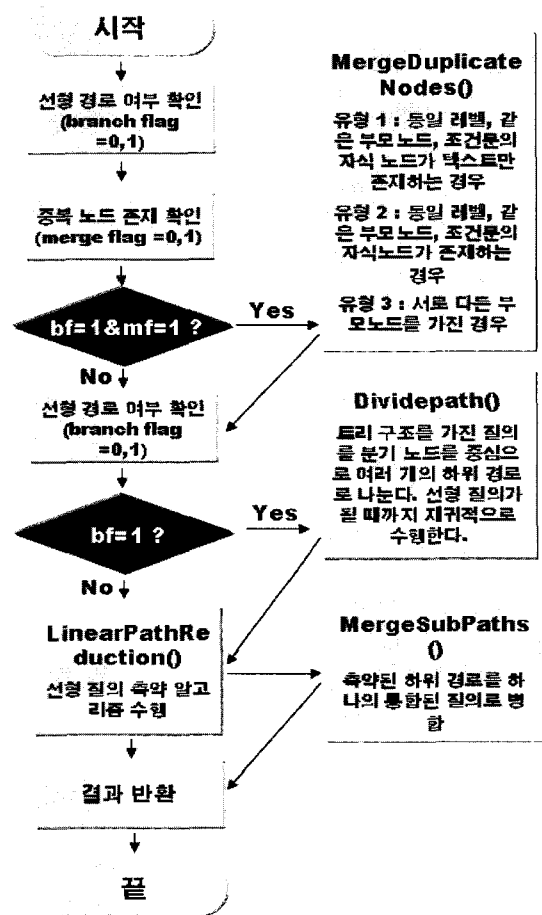 시작
선형 경로 여부 확인
(branch flag
=0,1)
중복 노드 존재 확인
(merge flag =0,1)
bf=1&mf=1 ?
Yes
No
MergeDuplicate
Nodes()
유형 1 : 동일 레벨, 같
은 부모 노드, 조건문의
자식 노드가 텍스트만
존재하는 경우
유형 2 : 동일 레벨, 같
은 부모 노드, 조건문의
자식노드가 존재하는
경우
유형 3 : 서로 다른 부
모노드를 가진 경우
선형 경로 여부 확인
(branch flag
=0,1)
bf=1 ?
Yes
No
Dividepath()
트리 구조를 가진 질의
를 분기 노드를 중심으
로 여러 개의 하위 경로
로 나눈다. 선형 질의가
될 때까지 재귀적으로
수행한다.
LinearPathRe
duction()
선형 질의 축약 알고
리즘 수행
MergeSubPaths
()
축약된 하위 경로를 하
나의 통합된 질의로 병
합
결과 반환
끝